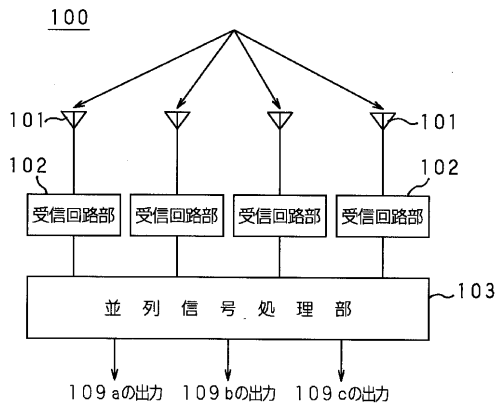 100
101 101
102 102
受信回路部 受信回路部 受信回路部 受信回路部
並列信号処理部 103
109aの出力 109bの出力 109cの出力